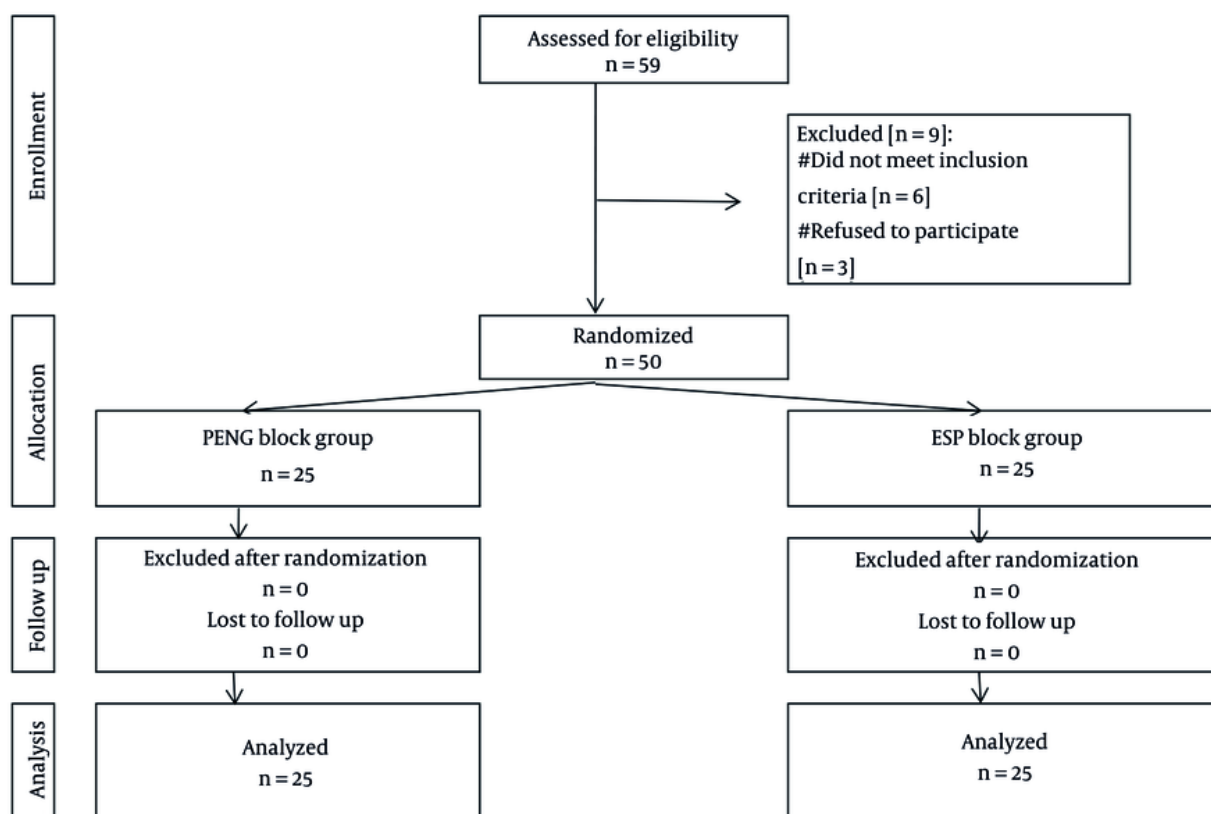 Enrollment
Assessed for eligibility
n = 59
Excluded [n = 9]:
#Did not meet inclusion
criteria [n = 6]
#Refused to participate
[n = 3]
Allocation
Randomized
n = 50
PENG block group
n = 25
ESP block group
n = 25
Follow up
Excluded after randomization
n = 0
Lost to follow up
n = 0
Excluded after randomization
n = 0
Lost to follow up
n = 0
Analysis
Analyzed
n = 25
Analyzed
n = 25